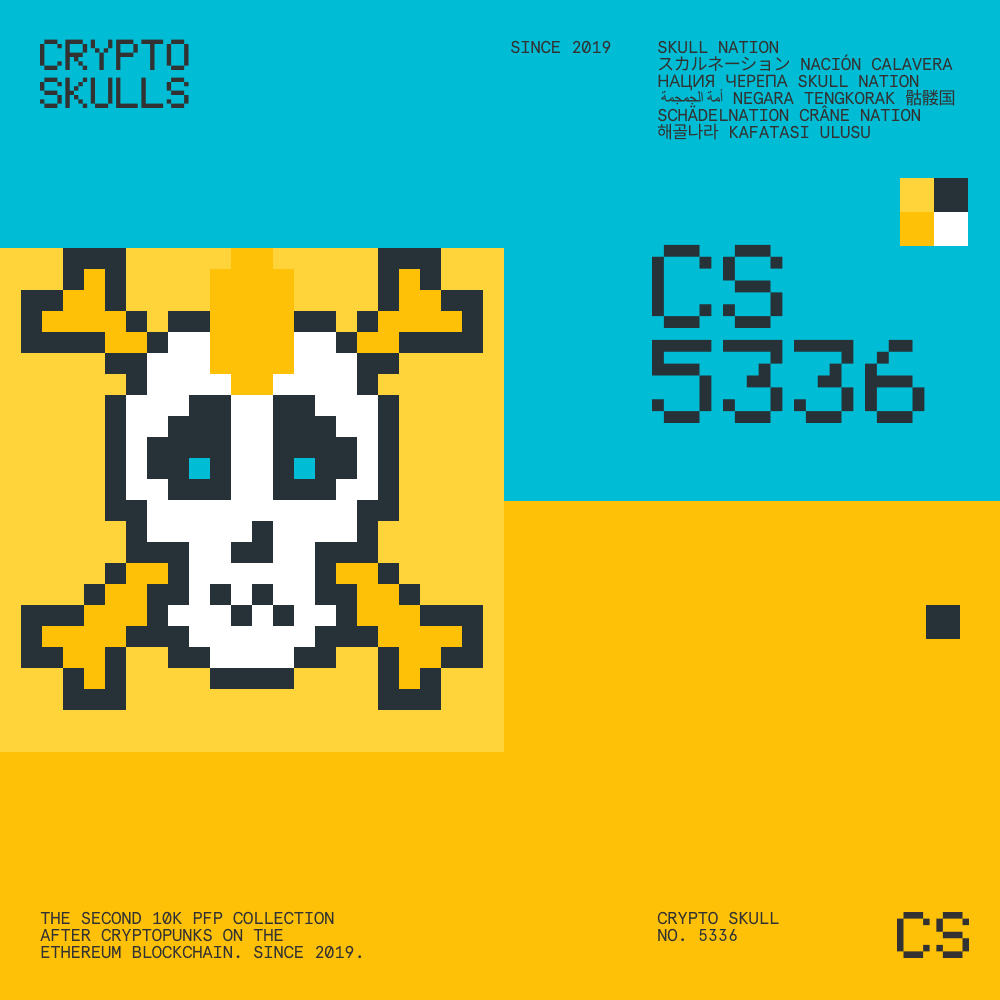 CRYPTO
SKULLS
SINCE 2019
SKULL NATION
スカルネーション NACIÓN CALAVERA
НАЦИЯ ЧЕРЕПА SKULL NATION
أمة الجمجمة NEGARA TENGKORAK 骷髅国
SCHÄDELNATION CRÂNE NATION
해골나라 KAFATASI ULUSU
CS
5336
THE SECOND 10K PFP COLLECTION
AFTER CRYPTOPUNKS ON THE
ETHEREUM BLOCKCHAIN. SINCE 2019.
CRYPTO SKULL
NO. 5336
CS